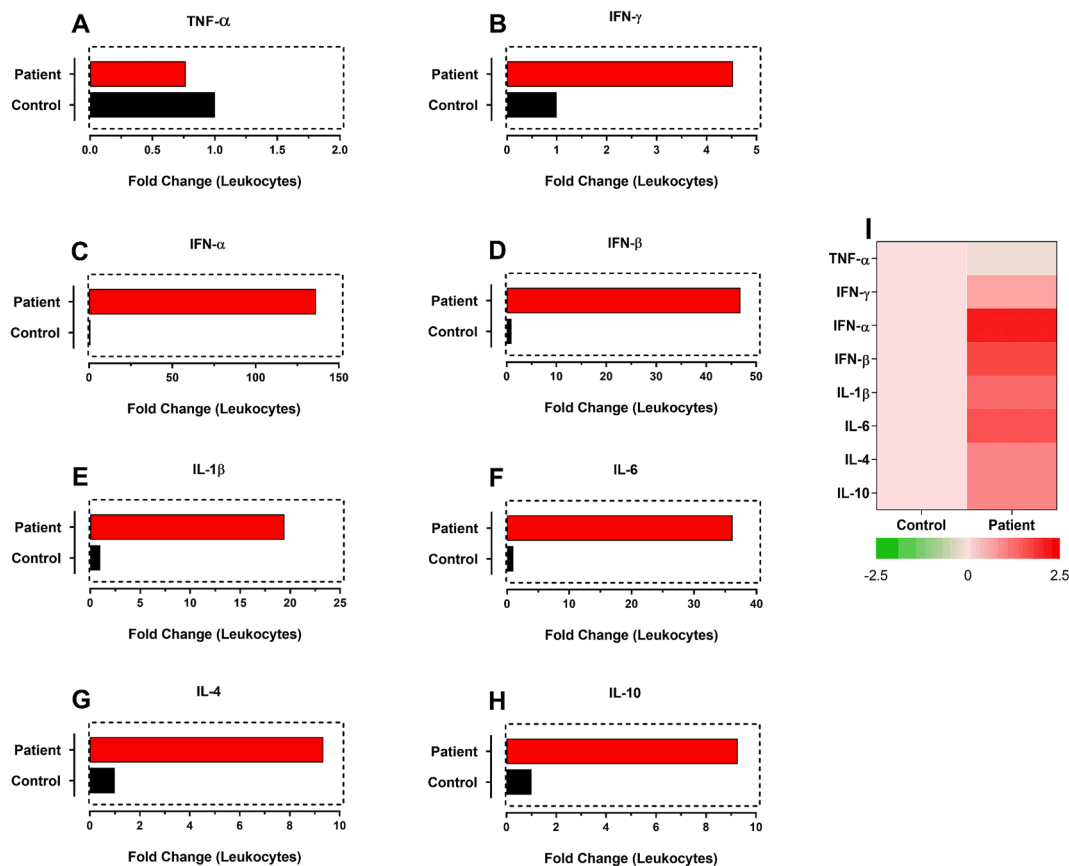 A
TNF-α
Patient
Control
0.0 0.5 1.0 1.5 2.0
Fold Change (Leukocytes)
B
IFN-γ
Patient
Control
0 1 2 3 4 5
Fold Change (Leukocytes)
C
IFN-α
Patient
Control
0 25 50 75 100 125 150
Fold Change (Leukocytes)
D
IFN-β
Patient
Control
0 10 20 30 40 50
Fold Change (Leukocytes)
E
IL-1β
Patient
Control
0 5 10 15 20 25
Fold Change (Leukocytes)
F
IL-6
Patient
Control
0 10 20 30 40
Fold Change (Leukocytes)
G
IL-4
Patient
Control
0 2 4 6 8 10
Fold Change (Leukocytes)
H
IL-10
Patient
Control
0 2 4 6 8 10
Fold Change (Leukocytes)
I
TNF-α
IFN-γ
IFN-α
IFN-β
IL-1β
IL-6
IL-4
IL-10
Control Patient
-2.5 0 2.5